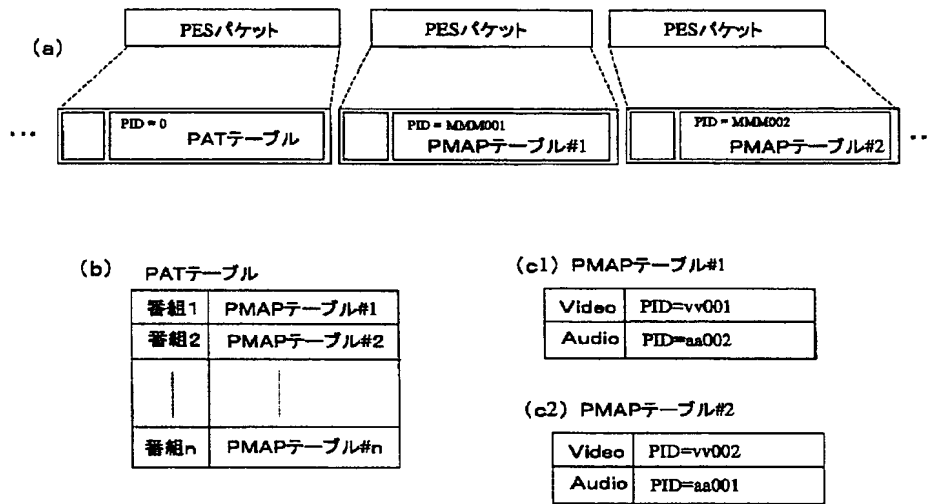 (a)
PESパケット PESパケット PESパケット
... PID = 0 PID = MMM001 PID = MMM002 ..
PATテーブル PMAPテーブル#1 PMAPテーブル#2
(b) PATテーブル
番組1 PMAPテーブル#1
番組2 PMAPテーブル#2
番組n PMAPテーブル#n
(c1) PMAPテーブル#1
Video PID=vv001
Audio PID=aa002
(c2) PMAPテーブル#2
Video PID=vv002
Audio PID=aa001